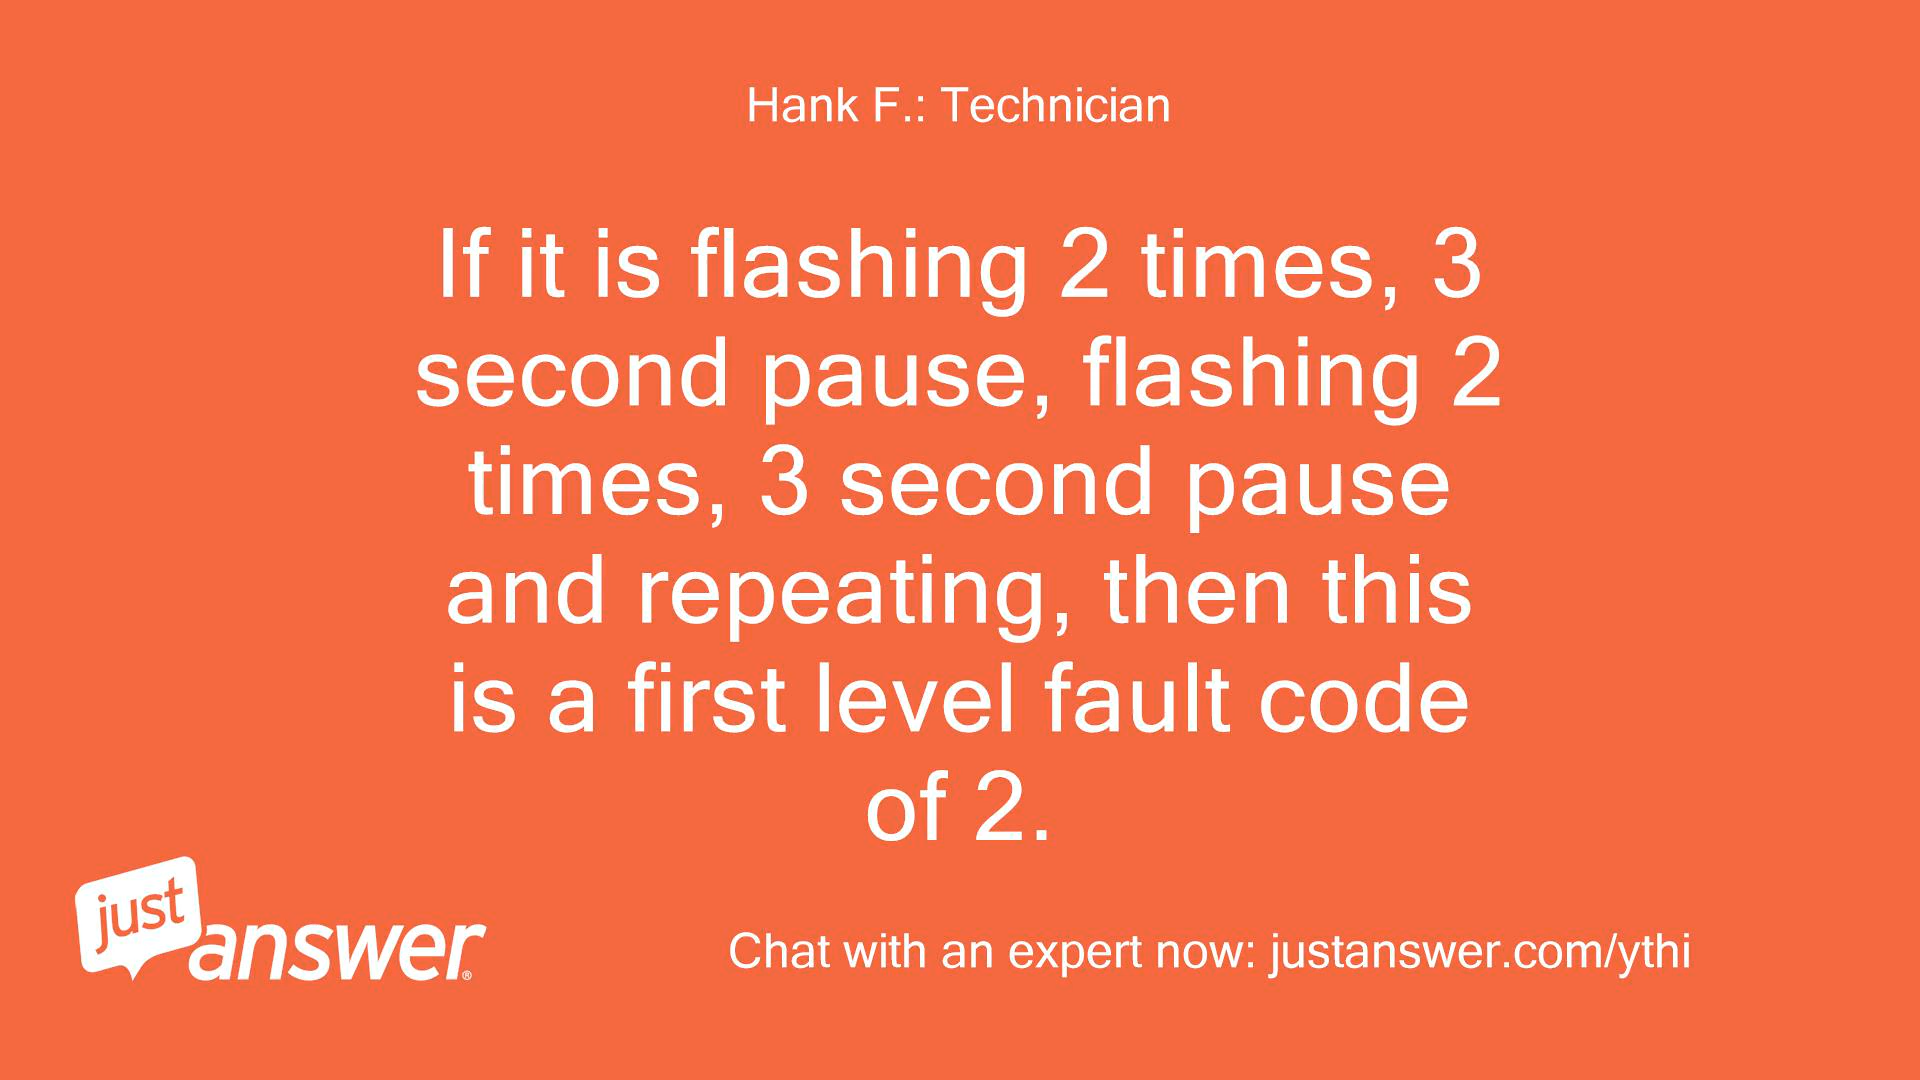 Hank F.: Technician
If it is flashing 2 times, 3
second pause, flashing 2
times, 3 second pause
and repeating, then this
is a first level fault code
of 2.
just
answer®
Chat with an expert now: justanswer.com/ythi